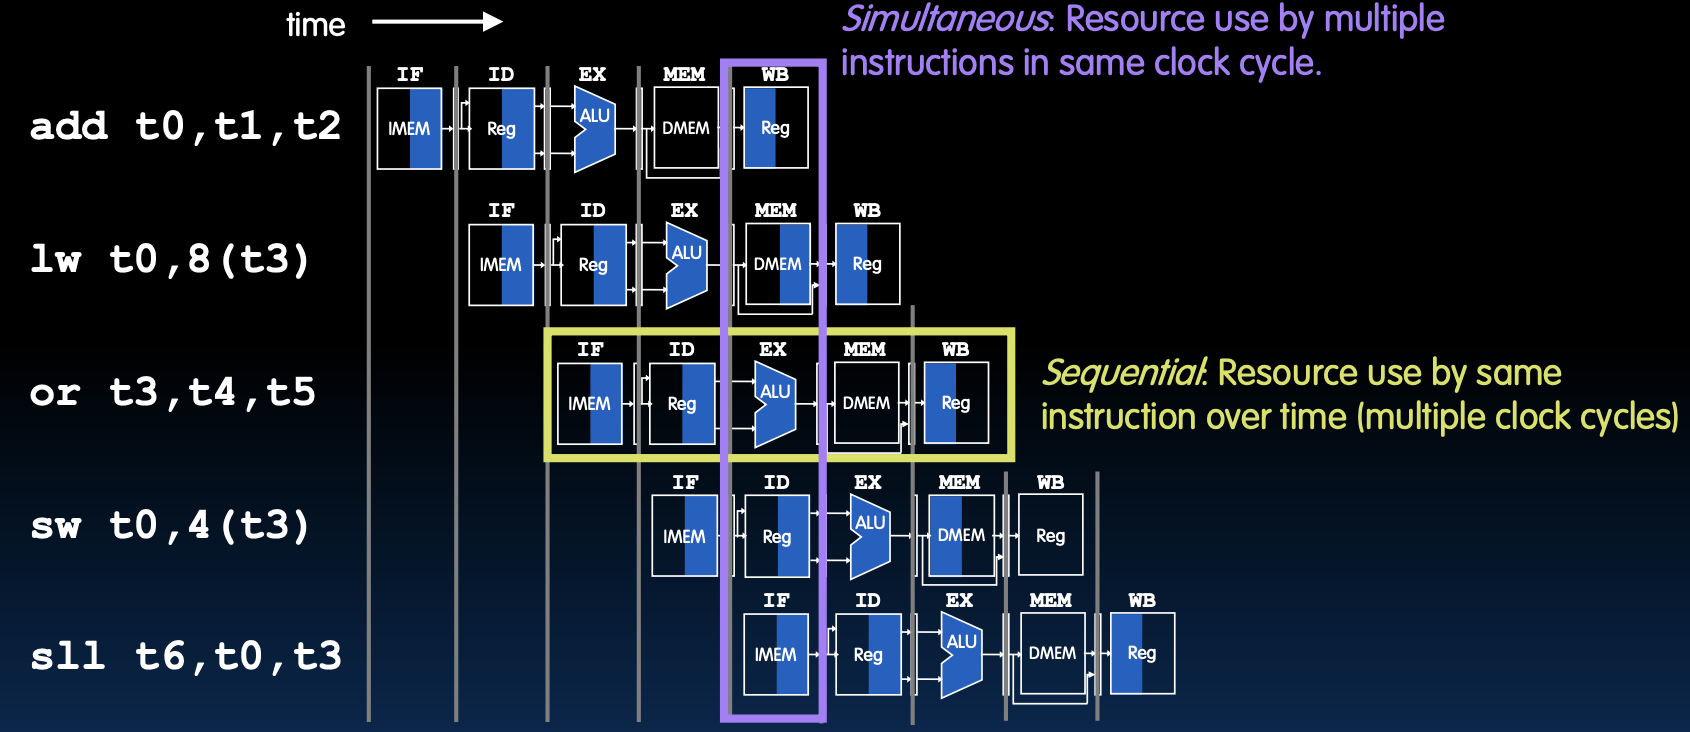 time
Simultaneous: Resource use by multiple
instructions in same clock cycle.
IF ID EX MEM WB
add t0,t1,t2 IMEM Reg ALU DMEM Reg
IF ID EX MEM WB
lw t0,8(t3) IMEM Reg ALU DMEM Reg
IF ID EX MEM WB
or t3,t4,t5 IMEM Reg ALU DMEM Reg
Sequential: Resource use by same
instruction over time (multiple clock cycles)
IF ID EX MEM WB
sw t0,4(t3) IMEM Reg ALU DMEM Reg
IF ID EX MEM WB
sll t6,t0,t3 IMEM Reg ALU DMEM Reg